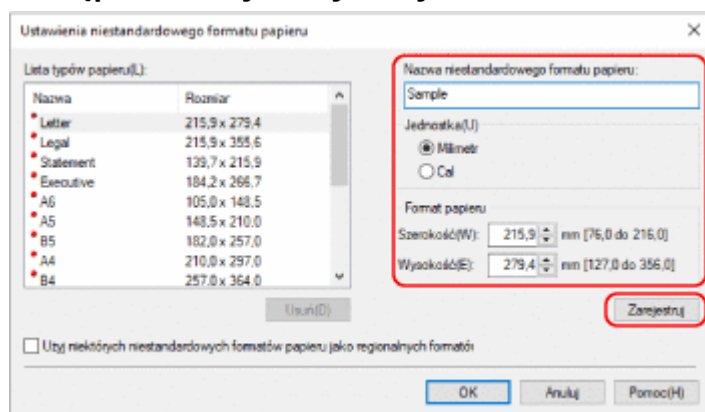 Ustawienia niestandardowego formatu papieru
Lista typów papieru(L):
Nazwa Rozmiar
Letter 215,9 x 279,4
Legal 215,9 x 355,6
Statement 139,7 x 215,9
Executive 184,2 x 266,7
A6 105,0 x 148,5
A5 148,5 x 210,0
B5 182,0 x 257,0
A4 210,0 x 297,0
B4 257,0 x 364,0
Usuń(D)
Użyj niektórych niestandardowych formatów papieru jako regionalnych formatów
Nazwa niestandardowego formatu papieru:
Sample
Jednostka(U)
Milimetr
Cal
Format papieru
Szerokość(W): 215,9 mm [76,0 do 216,0]
Wysokość(E): 279,4 mm [127,0 do 356,0]
Zarejestruj
OK Anuluj Pomoc(H)